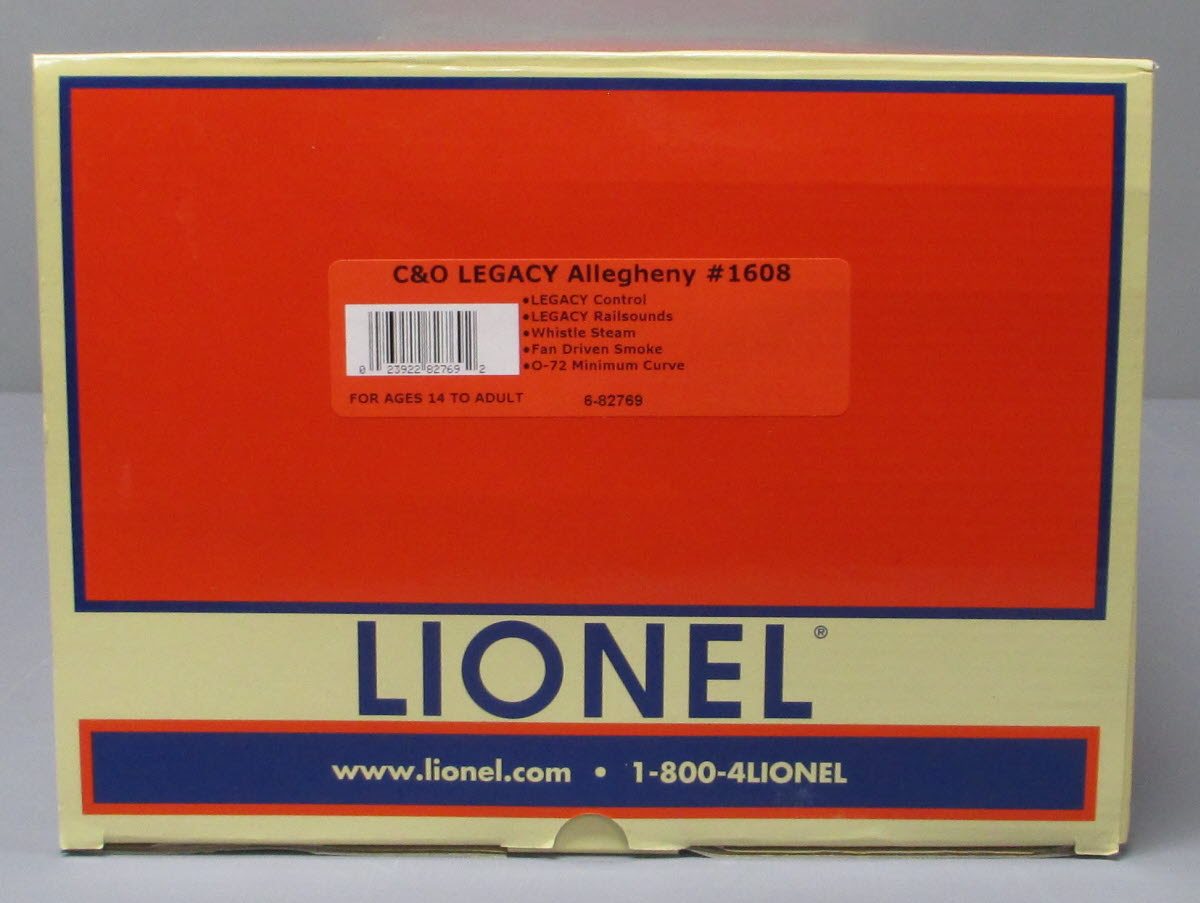 C&O LEGACY Allegheny #1608
•LEGACY Control
•LEGACY Railsounds
•Whistle Steam
•Fan Driven Smoke
•O-72 Minimum Curve
0 23922 82769 2
FOR AGES 14 TO ADULT 6-82769
LIONEL®
www.lionel.com • 1-800-4LIONEL